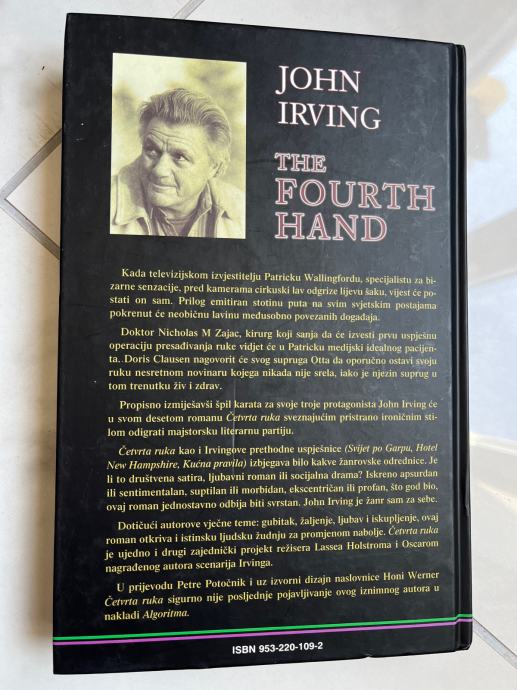 JOHN
IRVING
THE
FOURTH
HAND
Kada televizijskom izvjestitelju Patricku Wallingfordu, specijalistu za bi-
zarne senzacije, pred kamerama cirkuski lav odgrize lijevu šaku, vijest će po-
stati on sam. Prilog emitiran stotinu puta na svim svjetskim postajama
pokrenut će neobičnu lavinu međusobno povezanih događaja.
Doktor Nicholas M Zajac, kirurg koji sanja da će izvesti prvu uspješnu
operaciju presađivanja ruke vidjet će u Patricku medijski idealnog pacijen-
ta. Doris Clausen nagovorit će svog supruga Otta da oporučno ostavi svoju
ruku nesretnom novinaru kojega nikada nije srela, iako je njezin suprug u
tom trenutku živ i zdrav.
Propisno izmiješavši špil karata za svoje troje protagonista John Irving će
u svom desetom romanu Četvrta ruka sveznajućim pristrano ironičnim sti-
lom odigrati majstorsku literarnu partiju.
Četvrta ruka kao i Irvingove prethodne uspješnice (Svijet po Garpu, Hotel
New Hampshire, Kućna pravila) izbjegava bilo kakve žanrovske odrednice. Je
li to društvena satira, ljubavni roman ili socijalna drama? Iskreno apsurdan
ili sentimentalan, suptilan ili morbidan, ekscentričan ili profan, što god bio,
ovaj roman jednostavno odbija biti svrstan. John Irving je žanr sam za sebe.
Dotičući autorove vječne teme: gubitak, žaljenje, ljubav i iskupljenje, ovaj
roman otkriva i istinsku ljudsku žudnju za promjenom nabolje. Četvrta ruka
je ujedno i drugi zajednički projekt režisera Lassea Holstroma i Oscarom
nagrađenog autora scenarija Irvinga.
U prijevodu Petre Potočnik i uz izvorni dizajn naslovnice Honi Werner
Četvrta ruka sigurno nije posljednje pojavljivanje ovog iznimnog autora u
nakladi Algoritma.
ISBN 953-220-109-2